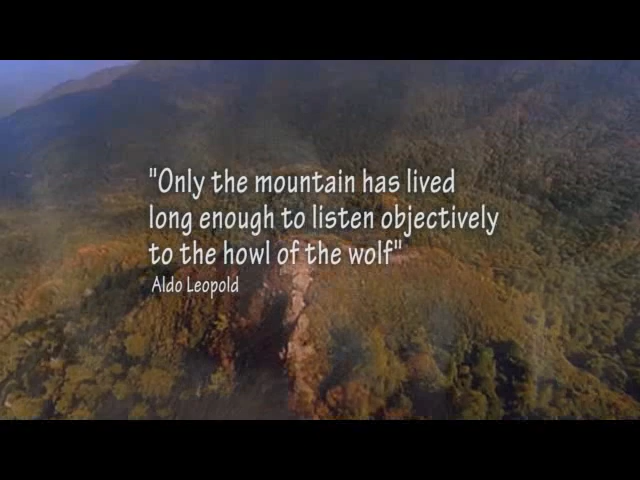 "Only the mountain has lived
long enough to listen objectively
to the howl of the wolf"
Aldo Leopold